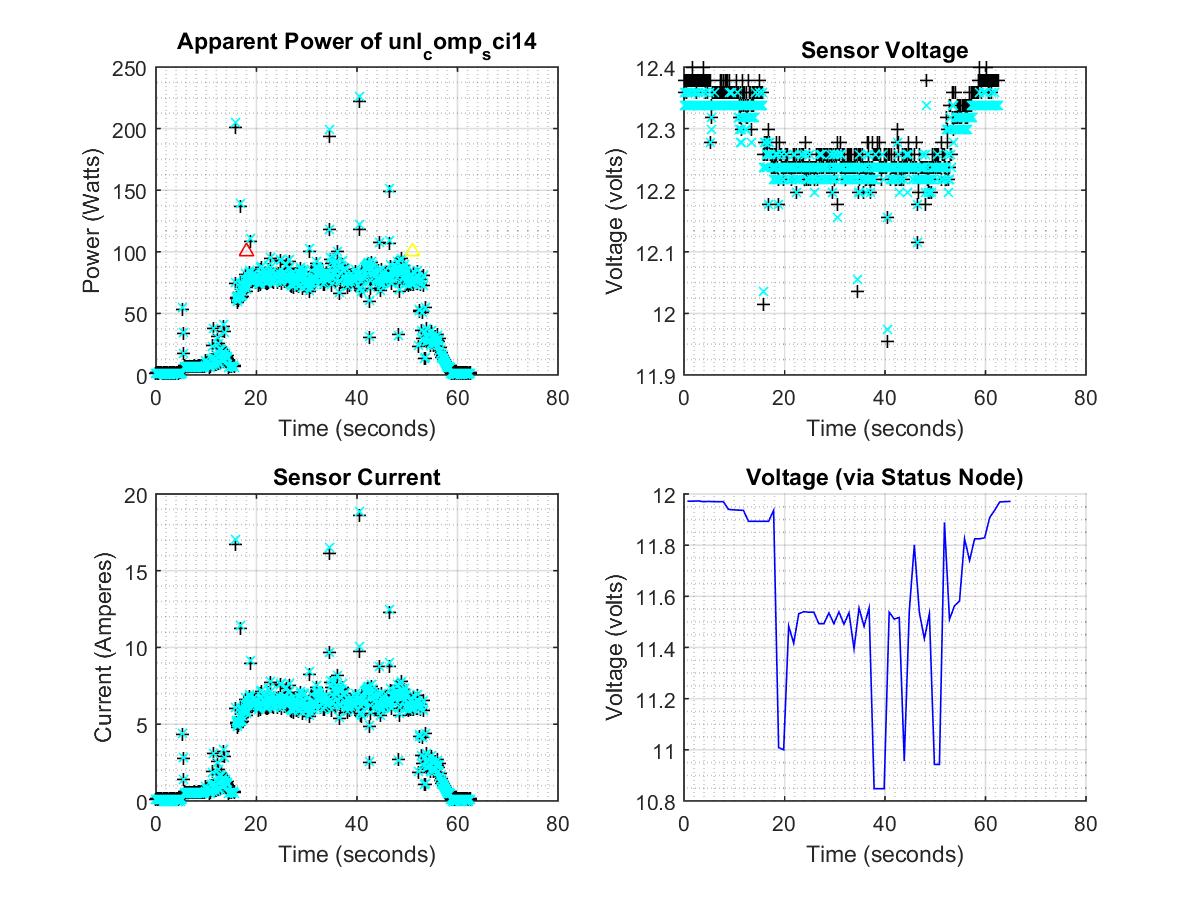 Apparent Power of unl_comp_sci14
250
200
150
100
50
0
Power (Watts)
0 20 40 60 80
Time (seconds)
Sensor Voltage
12.4
12.3
12.2
12.1
12
11.9
Voltage (volts)
0 20 40 60 80
Time (seconds)
Sensor Current
20
15
10
5
0
Current (Amperes)
0 20 40 60 80
Time (seconds)
Voltage (via Status Node)
12
11.8
11.6
11.4
11.2
11
10.8
Voltage (volts)
0 20 40 60 80
Time (seconds)